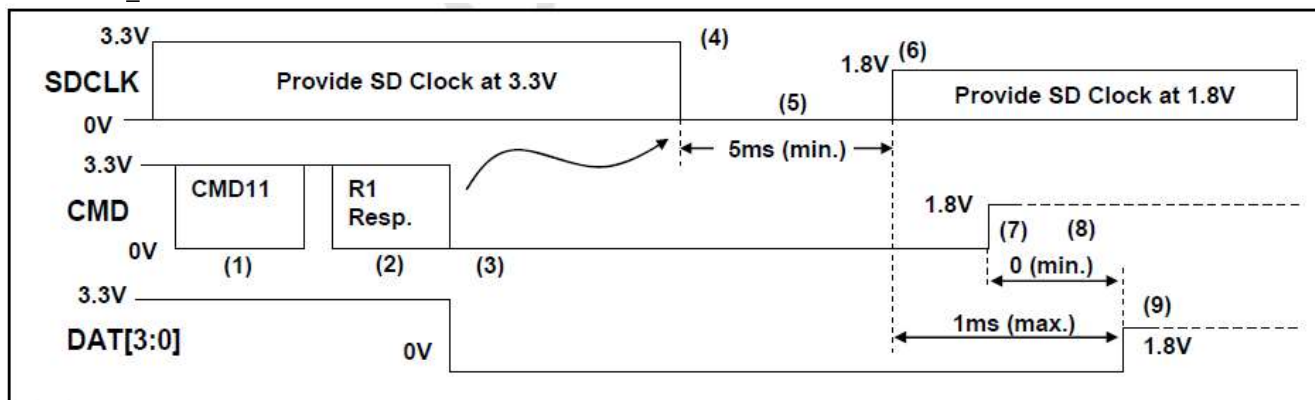 3.3V
(4)
(6)
1.8V
SDCLK
Provide SD Clock at 3.3V
Provide SD Clock at 1.8V
(5)
0V
5ms (min.)
3.3V
CMD11
R1
Resp.
CMD
1.8V
0V
(1)
(2)
(3)
(7)
(8)
0 (min.)
3.3V
(9)
1ms (max.)
DAT[3:0]
0V
1.8V